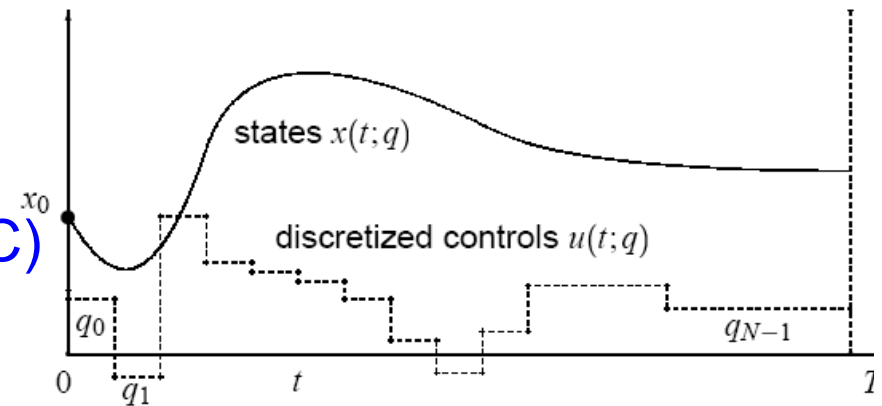 states x(t;q)
x₀
C)
discretized controls u(t;q)
q₀
qN−1
0
q₁
t
T